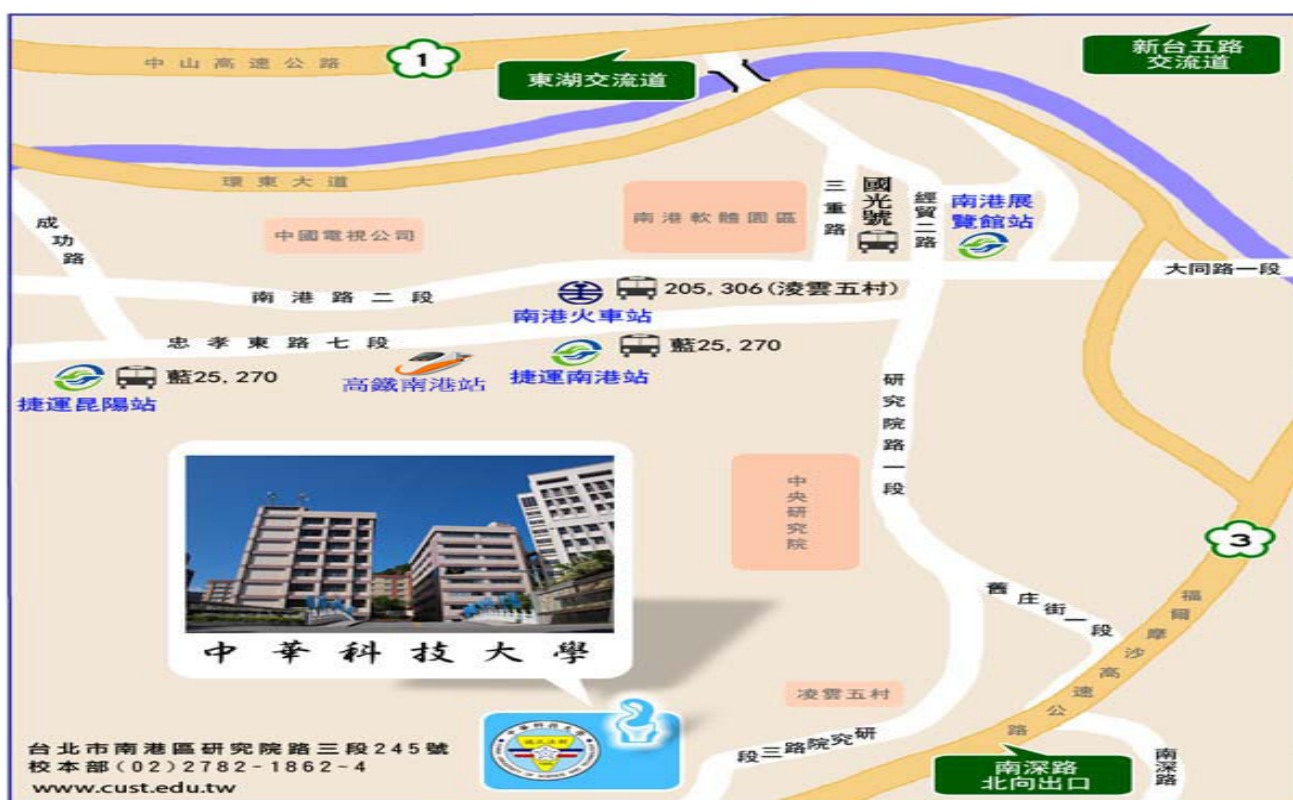 中山高速公路
1
東湖交流道
新台五路
交流道
環東大道
成功路
中國電視公司
南港軟體園區
三重路
國光號
經貿二路
南港展
覽館站
大同路一段
南港路二段
205, 306(淩雲五村)
南港火車站
忠孝東路七段
藍25, 270
捷運昆陽站
高鐵南港站
藍25, 270
捷運南港站
研究院路一段
中央研究院
3
舊庄街一段
福爾摩沙高速公路
中華科技大學
凌雲五村
研究院路三段
南深路
南深路
北向出口
台北市南港區研究院路三段245號
校本部(02)2782-1862-4
www.cust.edu.tw
中華科技大學